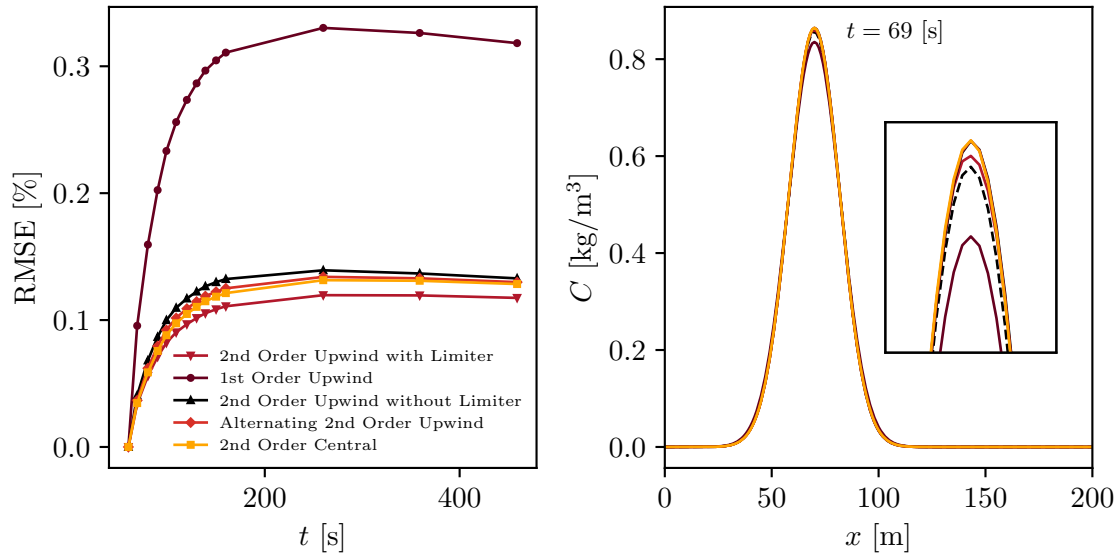 RMSE [%]
0.3
0.2
0.1
0.0
200
400
t [s]
2nd Order Upwind with Limiter
1st Order Upwind
2nd Order Upwind without Limiter
Alternating 2nd Order Upwind
2nd Order Central
C [kg/m³]
0.8
0.6
0.4
0.2
0.0
0
50
100
150
200
x [m]
t = 69 [s]